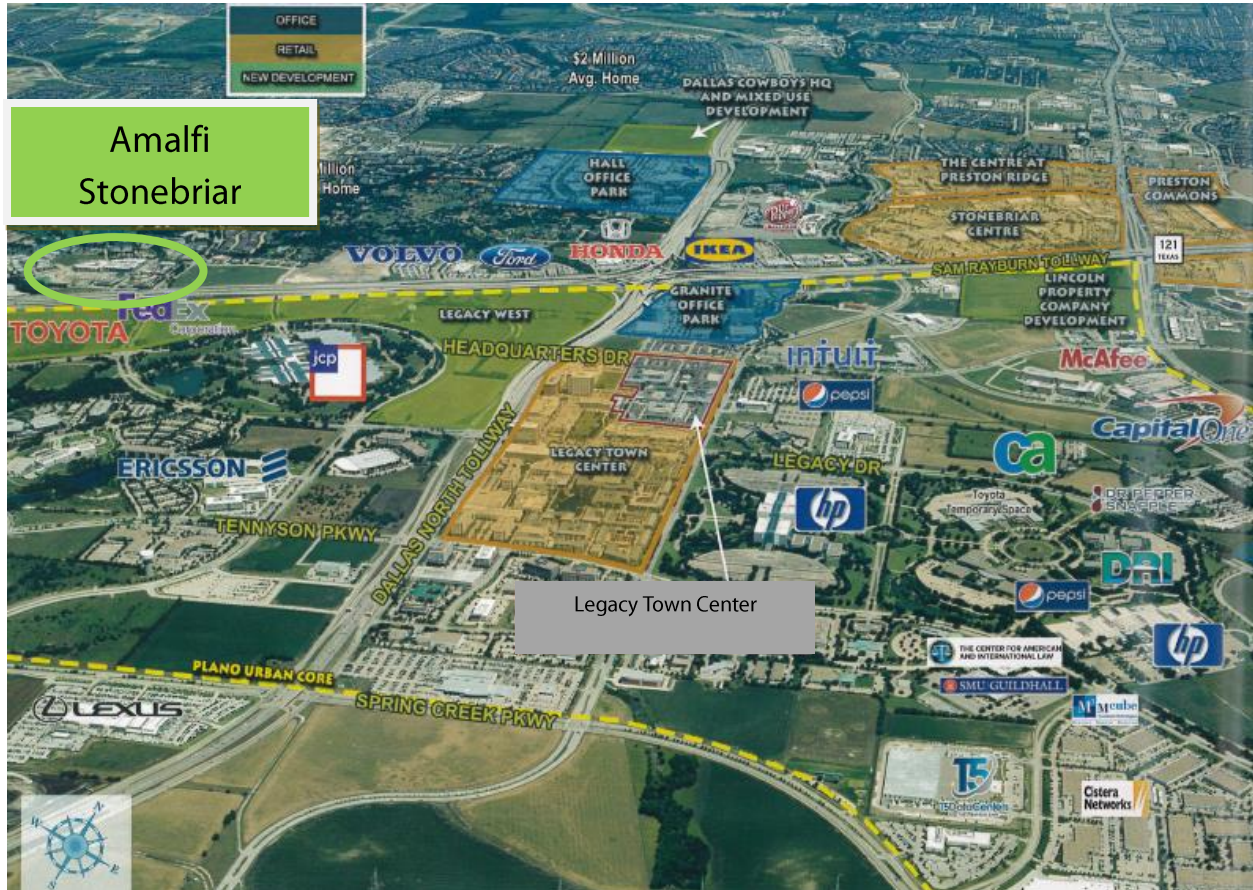 OFFICE
RETAIL
NEW DEVELOPMENT
$2 Million
Avg. Home
DALLAS COWBOYS HQ
AND MIXED USE
DEVELOPMENT
Amalfi
Stonebriar
Million
Home
HALL
OFFICE
PARK
THE CENTRE AT
PRESTON RIDGE
PRESTON
COMMONS
STONEBRIAR
CENTRE
VOLVO
Ford
HONDA
IKEA
121
TEXAS
SAM RAYBURN TOLLWAY
GRANITE
OFFICE
PARK
LINCOLN
PROPERTY
COMPANY
DEVELOPMENT
FedEx
Corporation
TOYOTA
LEGACY WEST
HEADQUARTERS DR
jcp
intuit
McAfee
pepsi
Capital One
LEGACY TOWN
CENTER
LEGACY DR
ca
ERICSSON
hp
Toyota
Temporary Space
DR PEPPER
SNAPPLE
TENNYSON PKWY
DALLAS NORTH TOLLWAY
DRI
pepsi
Legacy Town Center
THE CENTER FOR AMERICAN
AND INTERNATIONAL LAW
hp
SMU GUILDHALL
PLANO URBAN CORE
LEXUS
SPRING CREEK PKWY
M cube
T5
T5DataCenters
Cistera
Networks
N
W
E